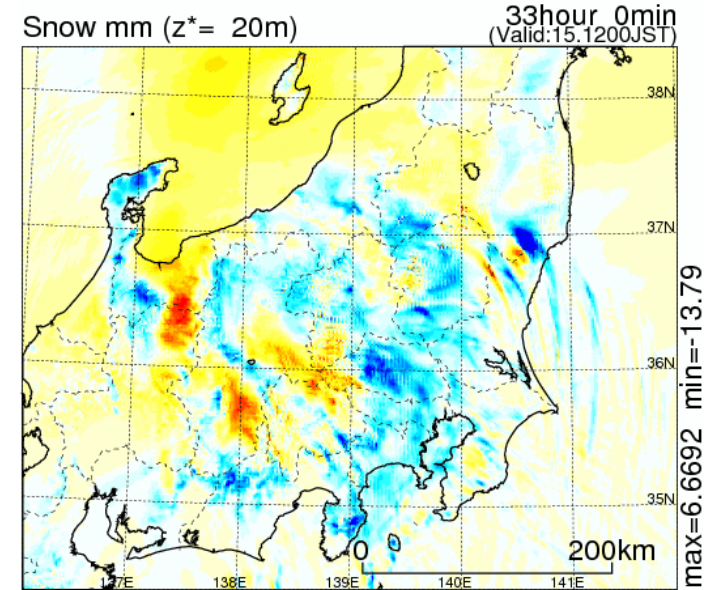 Snow mm (z*= 20m)
33hour 0min
(Valid:15.1200JST)
38N
37N
36N
35N
max=6.6692 min=-13.79
0 200km
137E 138E 139E 140E 141E